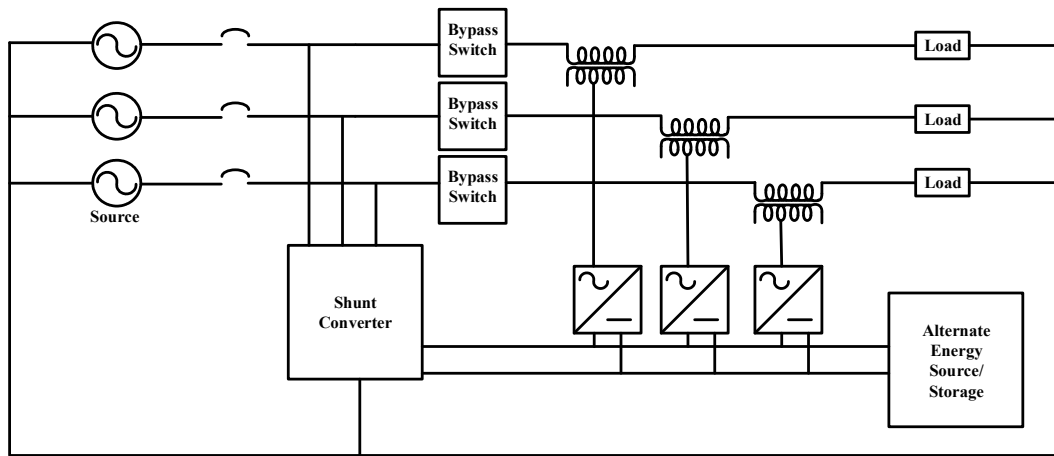 Bypass
Switch
Load
Bypass
Switch
Load
Bypass
Switch
Load
Source
Shunt
Converter
Alternate
Energy
Source/
Storage